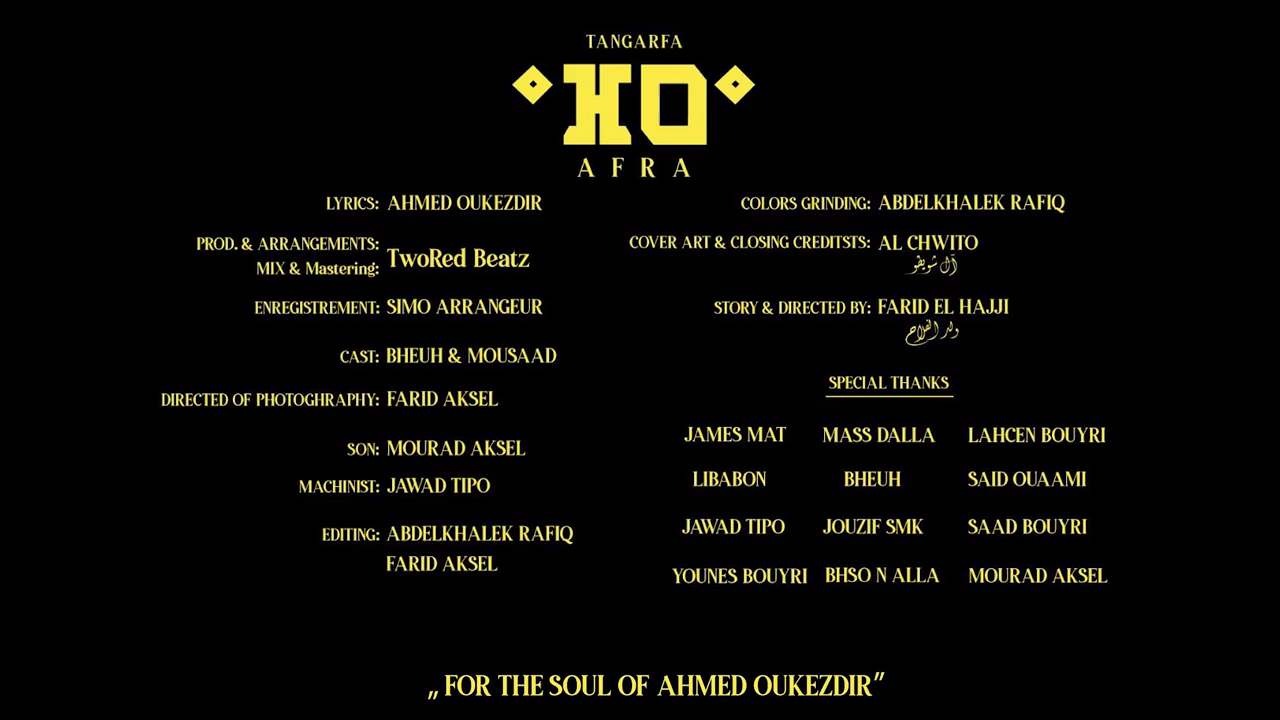 TANGARFA
AFRA
LYRICS: AHMED OUKEZDIR
PROD. & ARRANGEMENTS:
MIX & Mastering: TwoRed Beatz
ENREGISTREMENT: SIMO ARRANGEUR
CAST: BHEUH & MOUSAAD
DIRECTED OF PHOTOGHRAPHY: FARID AKSEL
SON: MOURAD AKSEL
MACHINIST: JAWAD TIPO
EDITING: ABDELKHALEK RAFIQ
FARID AKSEL
COLORS GRINDING: ABDELKHALEK RAFIQ
COVER ART & CLOSING CREDITSTS: AL CHWITO
آل شويطو
STORY & DIRECTED BY: FARID EL HAJJI
ولد الفلاح
SPECIAL THANKS
JAMES MAT MASS DALLA LAHCEN BOUYRI
LIBABON BHEUH SAID OUAAMI
JAWAD TIPO JOUZIF SMK SAAD BOUYRI
YOUNES BOUYRI BHSO N ALLA MOURAD AKSEL
„ FOR THE SOUL OF AHMED OUKEZDIR”